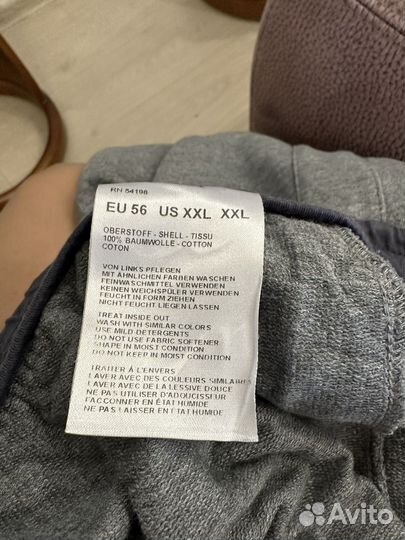 RN 54198
EU 56 US XXL XXL
OBERSTOFF - SHELL - TISSU
100% BAUMWOLLE - COTTON
COTON
VON LINKS PFLEGEN
MIT ÄHNLICHEN FARBEN WASCHEN
FEINWASCHMITTEL VERWENDEN
KEINEN WEICHSPÜLER VERWENDEN
FEUCHT IN FORM ZIEHEN
NICHT FEUCHT LIEGEN LASSEN
TREAT INSIDE OUT
WASH WITH SIMILAR COLORS
USE MILD DETERGENTS
DO NOT USE FABRIC SOFTENER
SHAPE IN MOIST CONDITION
DO NOT KEEP IN MOIST CONDITION
TRAITER À L'ENVERS
LAVER AVEC DES COULEURS SIMILAIRES
LAVER AVEC DE LA LESSIVE DOUCE
NE PAS UTILISER D'ADOUCISSEUR
FACONNER EN ETAT HUMIDE
NE PAS LAISSER EN ETAT HUMIDE
Avito